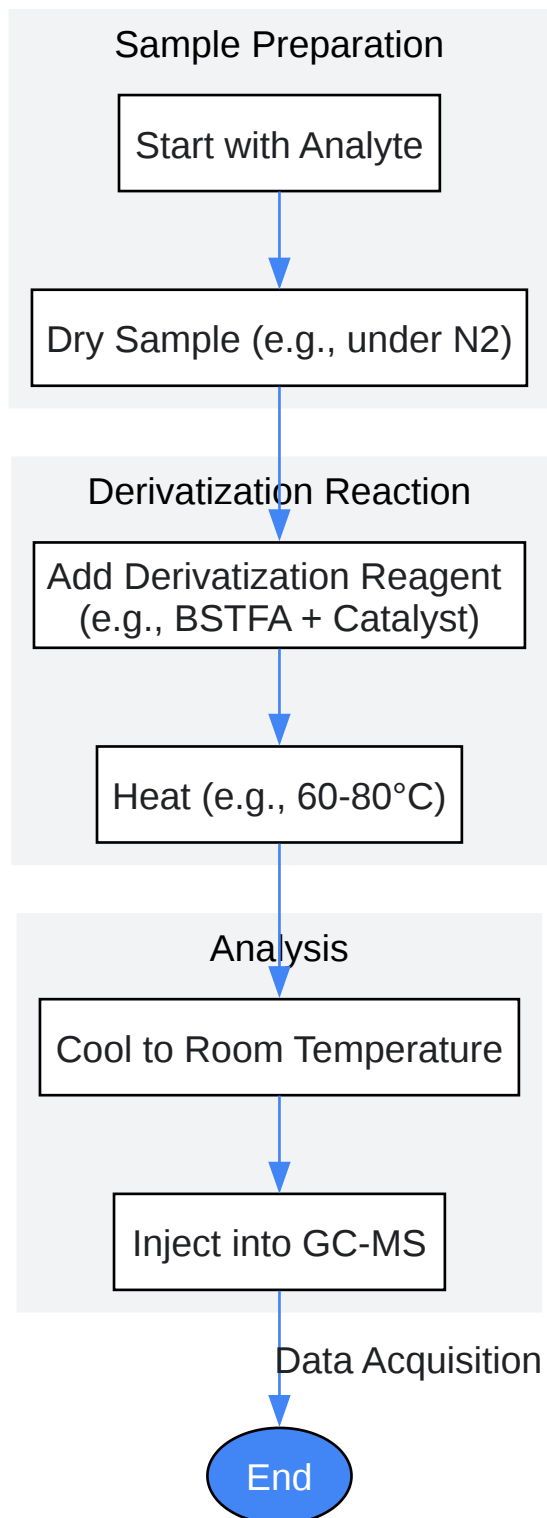 Sample Preparation
Start with Analyte
Dry Sample (e.g., under N2)
Derivatization Reaction
Add Derivatization Reagent
(e.g., BSTFA + Catalyst)
Heat (e.g., 60-80°C)
Analysis
Cool to Room Temperature
Inject into GC-MS
Data Acquisition
End